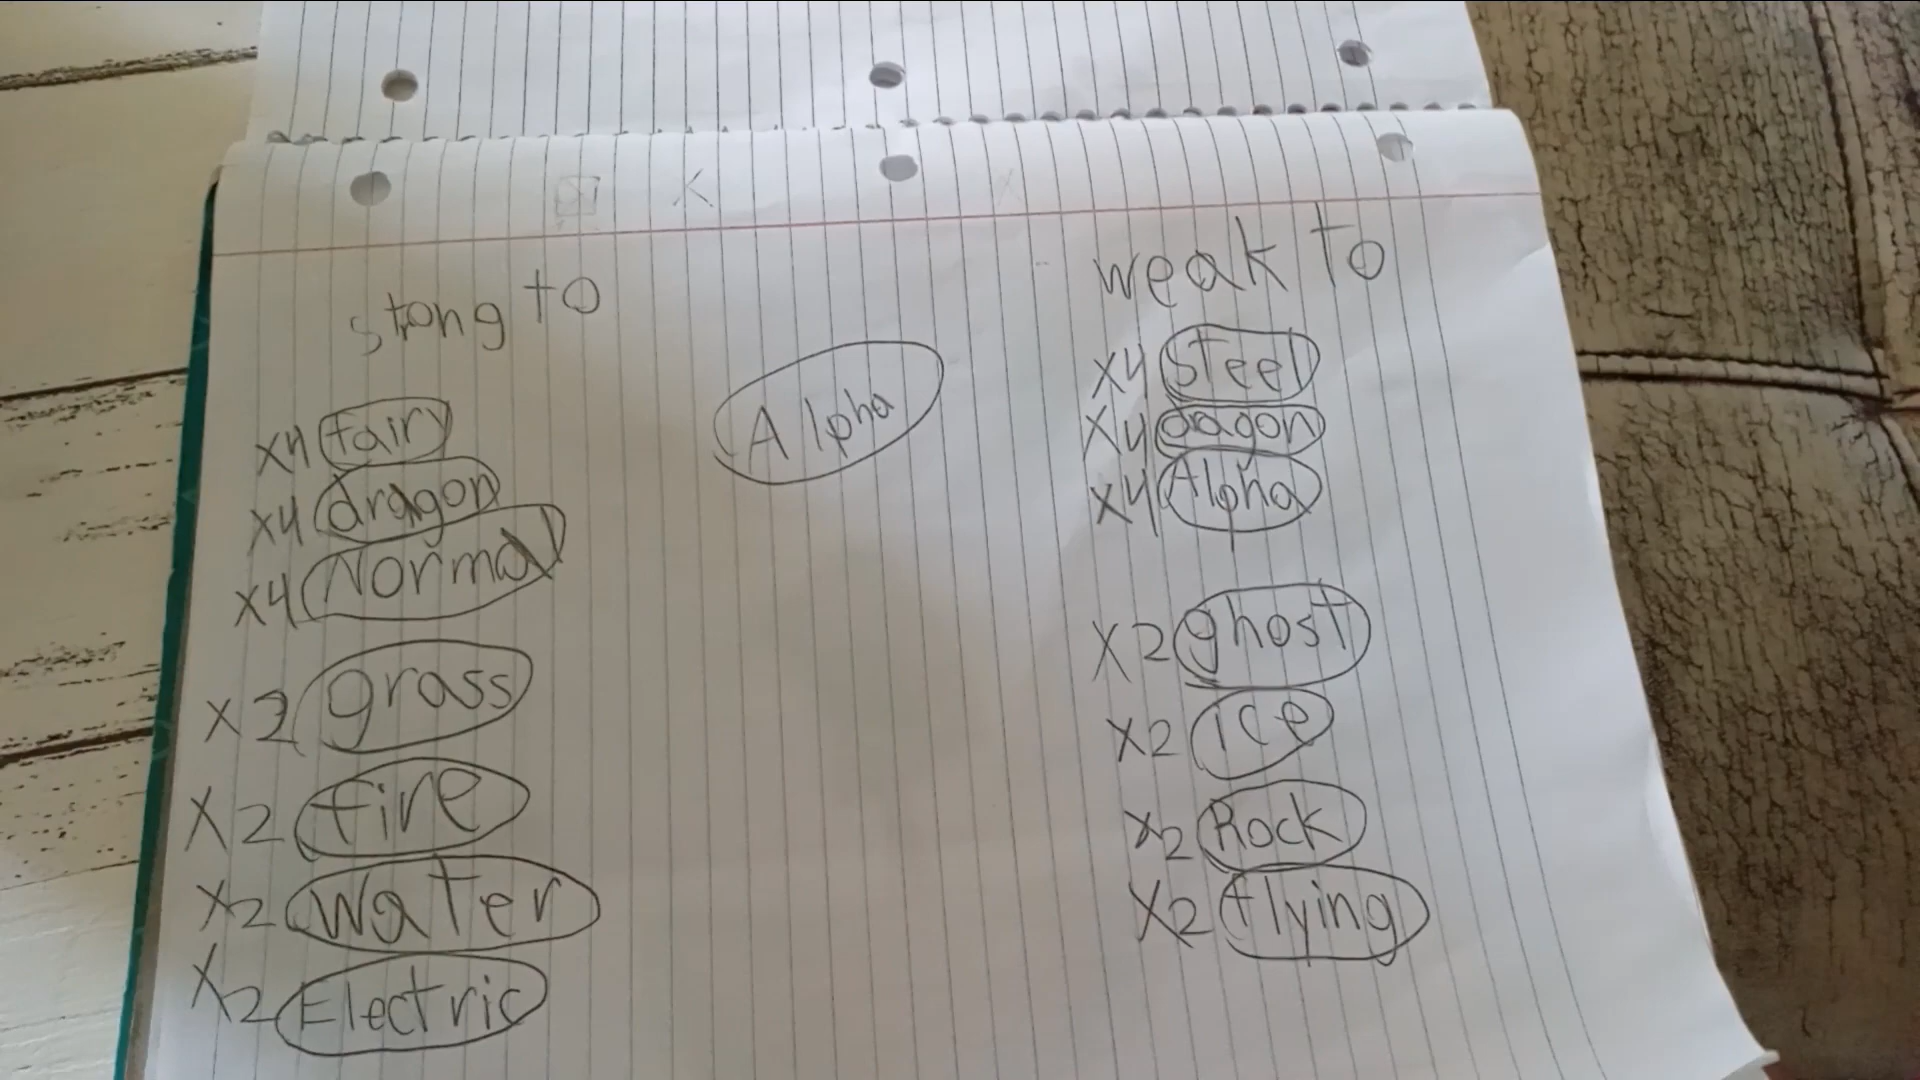 strong to
x4 fairy
x4 dragon
x4 Normal
x2 grass
x2 fire
x2 water
x2 Electric
Alpha
weak to
x4 steel
x4 dragon
x4 Alpha
x2 ghost
x2 ice
x2 Rock
x2 flying